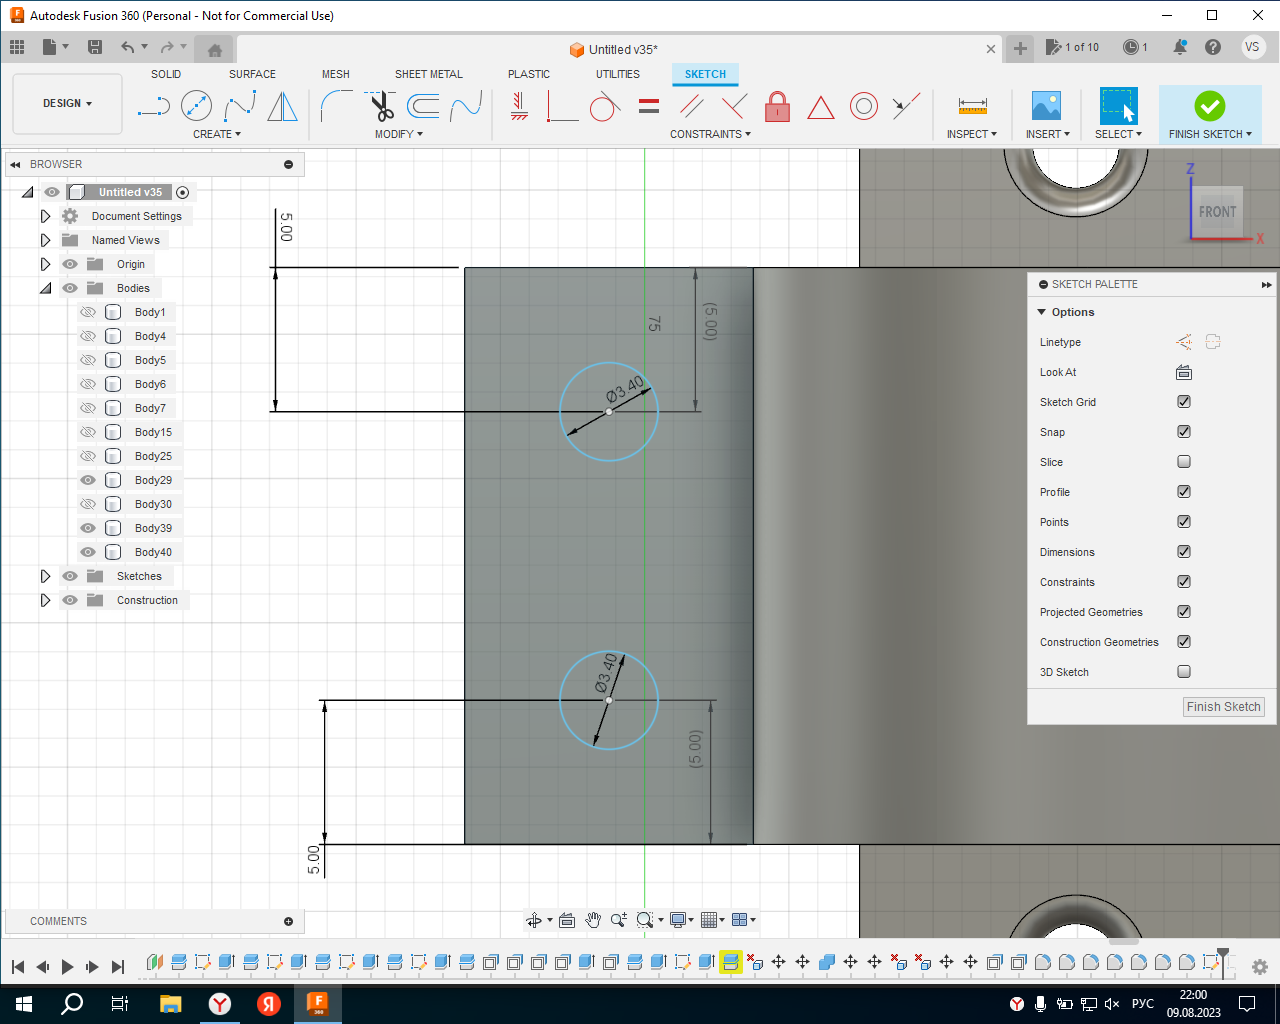 Autodesk Fusion 360 (Personal - Not for Commercial Use)
Untitled v35*
1 of 10
1
VS
DESIGN
SOLID
SURFACE
MESH
SHEET METAL
PLASTIC
UTILITIES
SKETCH
CREATE
MODIFY
CONSTRAINTS
INSPECT
INSERT
SELECT
FINISH SKETCH
BROWSER
Untitled v35
Document Settings
Named Views
Origin
Bodies
Body1
Body4
Body5
Body6
Body7
Body15
Body25
Body29
Body30
Body39
Body40
Sketches
Construction
5.00
(5.00)
75
Ø3.40
Ø3.40
(5.00)
5.00
Z
FRONT
X
SKETCH PALETTE
Options
Linetype
Look At
Sketch Grid
Snap
Slice
Profile
Points
Dimensions
Constraints
Projected Geometries
Construction Geometries
3D Sketch
Finish Sketch
COMMENTS
F
360
РУС
22:00
09.08.2023